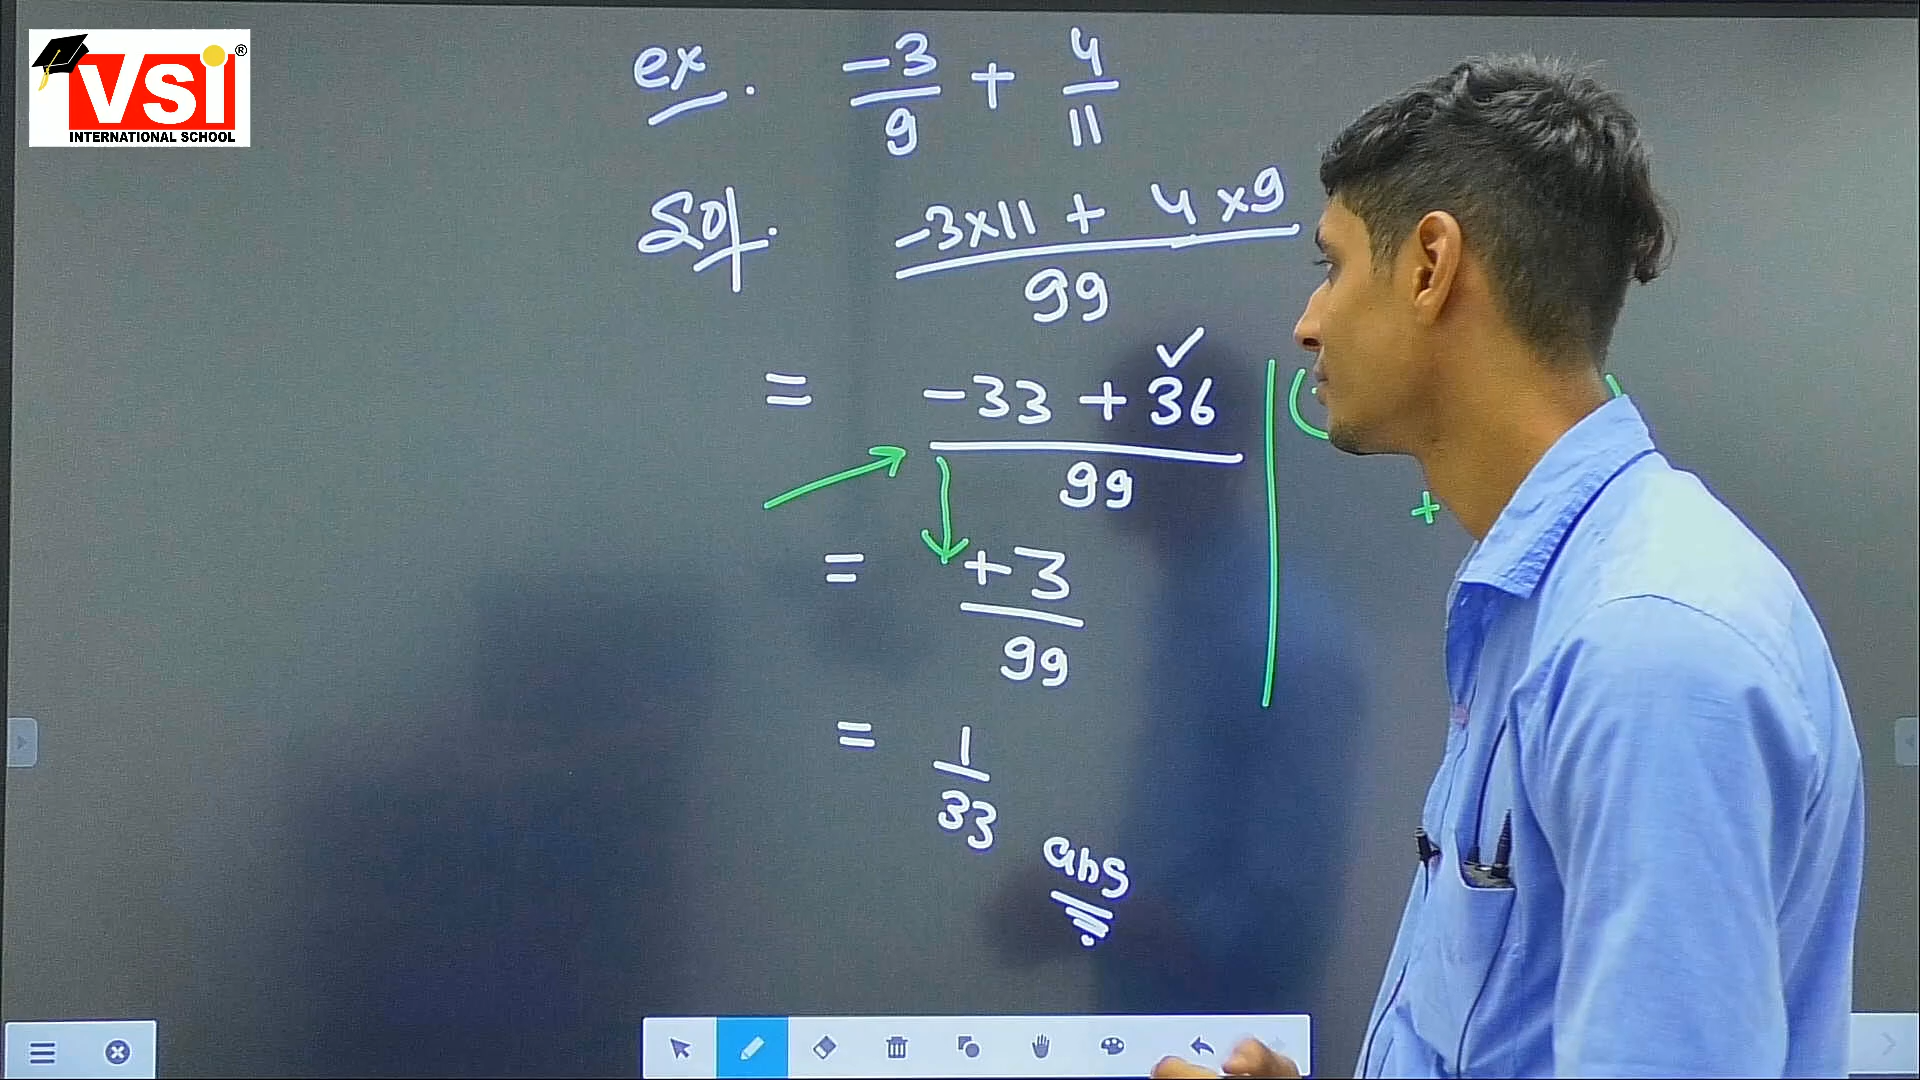 VSI ®
INTERNATIONAL SCHOOL
ex. -3/9 + 4/11
Sol. -3x11 + 4x9 / 99
= -33 + 36 / 99
✓
+
= +3/99
= 1/33
ans